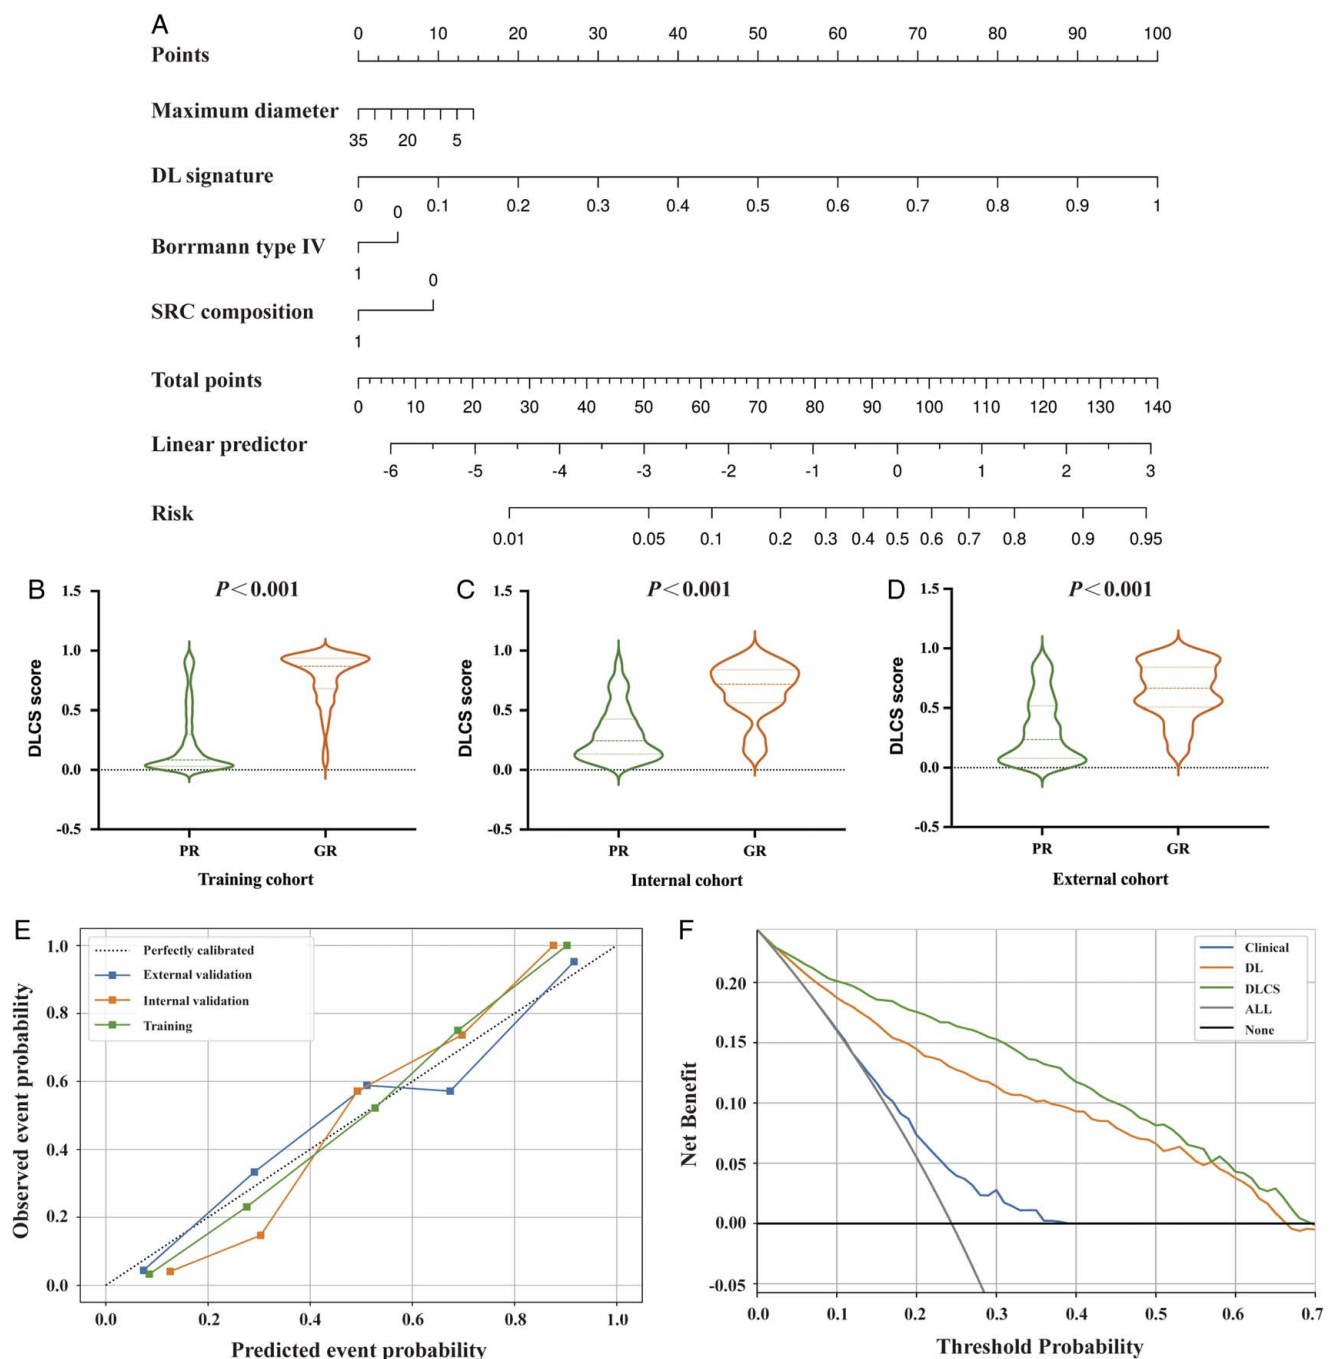 A
0 10 20 30 40 50 60 70 80 90 100
Points
Maximum diameter
35 20 5
DL signature
0 0.1 0.2 0.3 0.4 0.5 0.6 0.7 0.8 0.9 1
0
Borrmann type IV
1
0
SRC composition
1
Total points
0 10 20 30 40 50 60 70 80 90 100 110 120 130 140
Linear predictor
-6 -5 -4 -3 -2 -1 0 1 2 3
Risk
0.01 0.05 0.1 0.2 0.3 0.4 0.5 0.6 0.7 0.8 0.9 0.95
B
P<0.001
1.5
1.0
0.5
0.0
-0.5
DLCS score
PR GR
Training cohort
C
P<0.001
1.5
1.0
0.5
0.0
-0.5
DLCS score
PR GR
Internal cohort
D
P<0.001
1.5
1.0
0.5
0.0
-0.5
DLCS score
PR GR
External cohort
E
Perfectly calibrated
External validation
Internal validation
Training
1.0
0.8
0.6
0.4
0.2
0.0
Observed event probability
0.0 0.2 0.4 0.6 0.8 1.0
Predicted event probability
F
Clinical
DL
DLCS
ALL
None
0.20
0.15
0.10
0.05
0.00
-0.05
Net Benefit
0.0 0.1 0.2 0.3 0.4 0.5 0.6 0.7
Threshold Probability